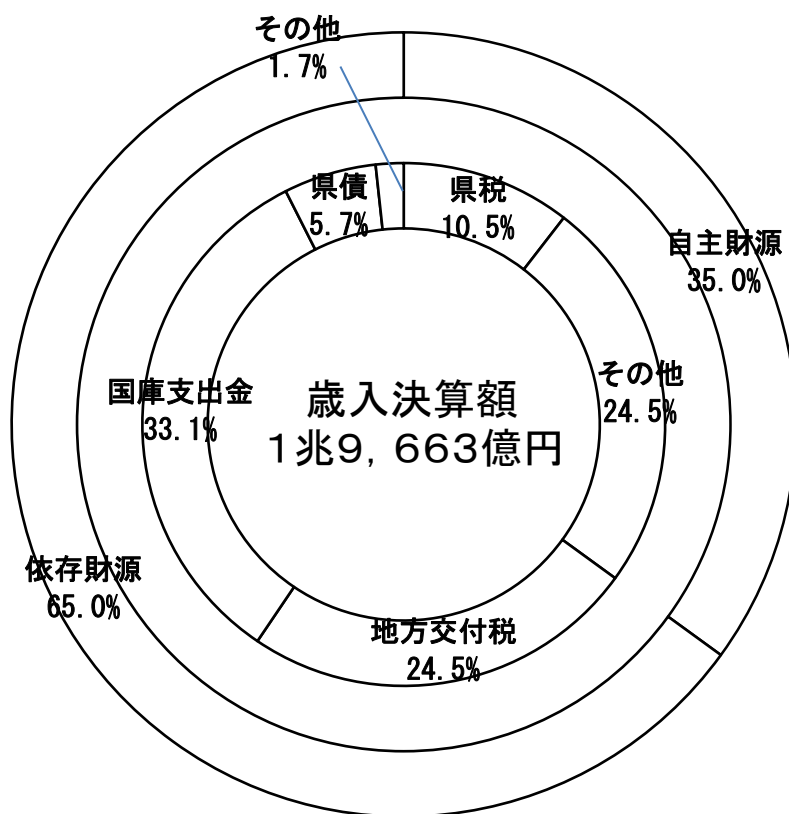 その他
1.7%
県債
5.7%
県税
10.5%
自主財源
35.0%
その他
24.5%
国庫支出金
33.1%
歳入決算額
1兆9,663億円
依存財源
65.0%
地方交付税
24.5%